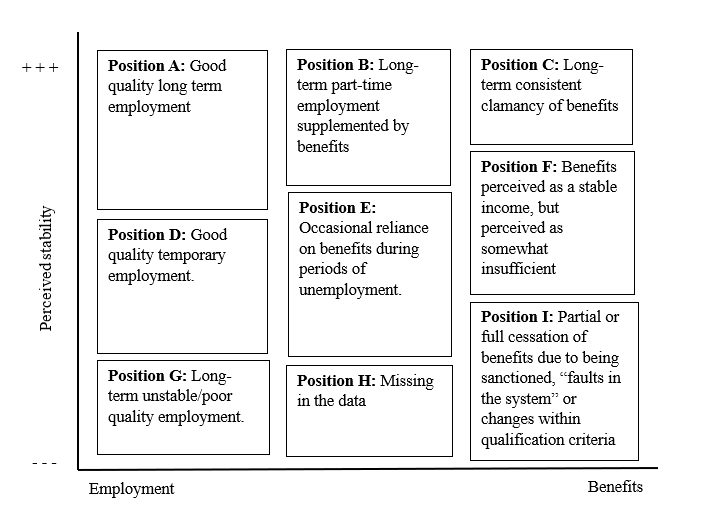 + + +
Perceived stability
- - -
Position A: Good
quality long term
employment
Position B: Long-
term part-time
employment
supplemented by
benefits
Position C: Long-
term consistent
clamancy of benefits
Position D: Good
quality temporary
employment.
Position E:
Occasional reliance
on benefits during
periods of
unemployment.
Position F: Benefits
perceived as a stable
income, but
perceived as
somewhat
insufficient
Position G: Long-
term unstable/poor
quality employment.
Position H: Missing
in the data
Position I: Partial or
full cessation of
benefits due to being
sanctioned, “faults in
the system” or
changes within
qualification criteria
Employment
Benefits